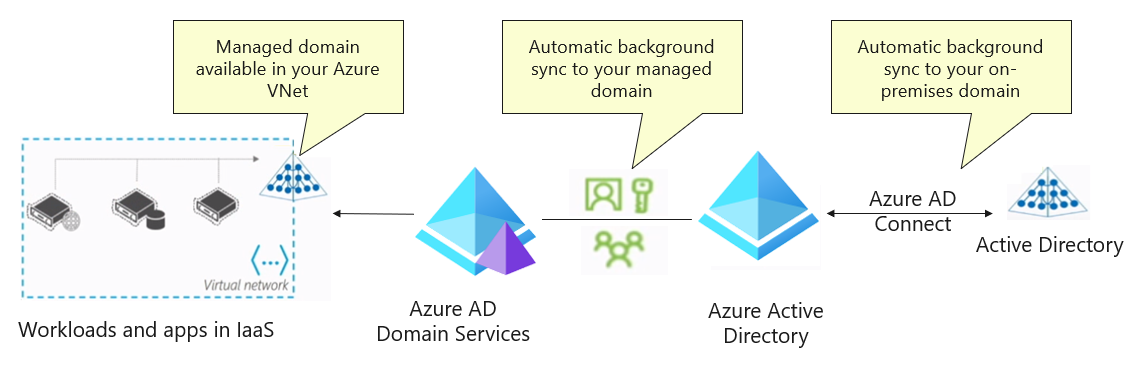 Managed domain
available in your Azure
VNet
Automatic background
sync to your managed
domain
Automatic background
sync to your on-
premises domain
Azure AD
Connect
Active Directory
Virtual network
Workloads and apps in IaaS
Azure AD
Domain Services
Azure Active
Directory